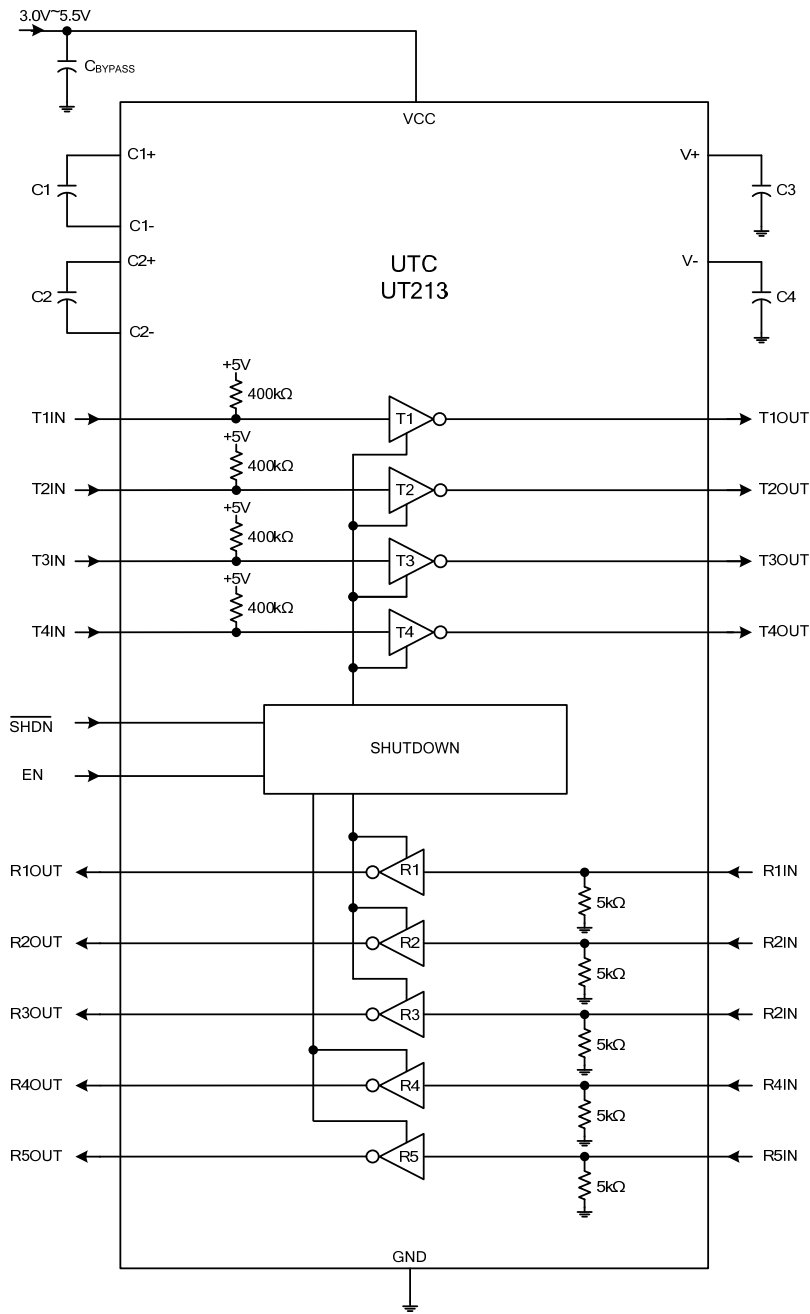 3.0V~5.5V
CBYPASS
VCC
C1+
V+
C1
C3
C1-
C2+
V-
UTC
UT213
C2
C4
C2-
+5V
400kΩ
T1IN
T1
T1OUT
+5V
400kΩ
T2IN
T2
T2OUT
+5V
400kΩ
T3IN
T3
T3OUT
+5V
400kΩ
T4IN
T4
T4OUT
SHDN
SHUTDOWN
EN
R1OUT
R1
R1IN
5kΩ
R2OUT
R2
R2IN
5kΩ
R3OUT
R3
R2IN
5kΩ
R4OUT
R4
R4IN
5kΩ
R5OUT
R5
R5IN
5kΩ
GND